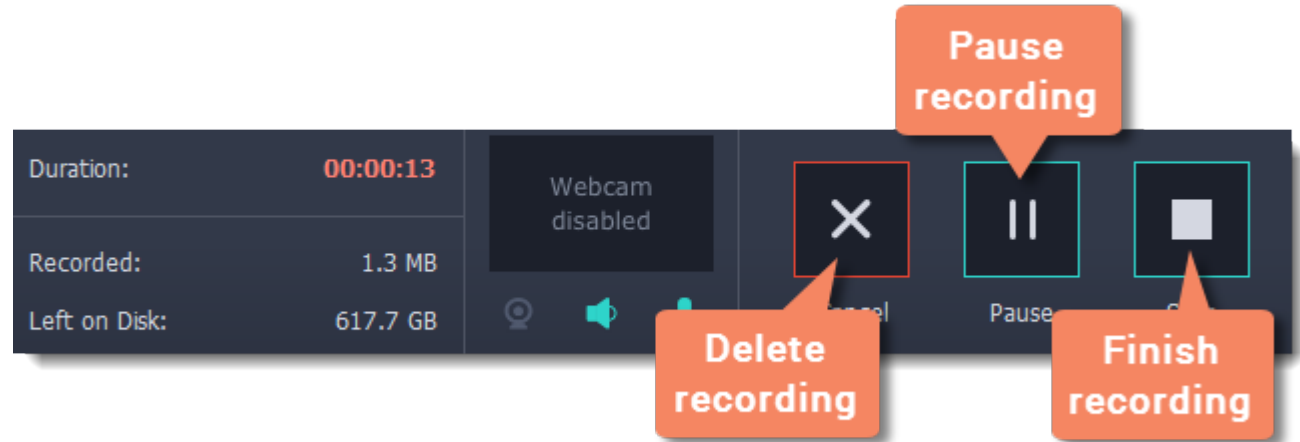 Pause
recording
Duration: 00:00:13
Webcam
disabled
Recorded: 1.3 MB
Left on Disk: 617.7 GB
Pause
Delete
recording
Finish
recording